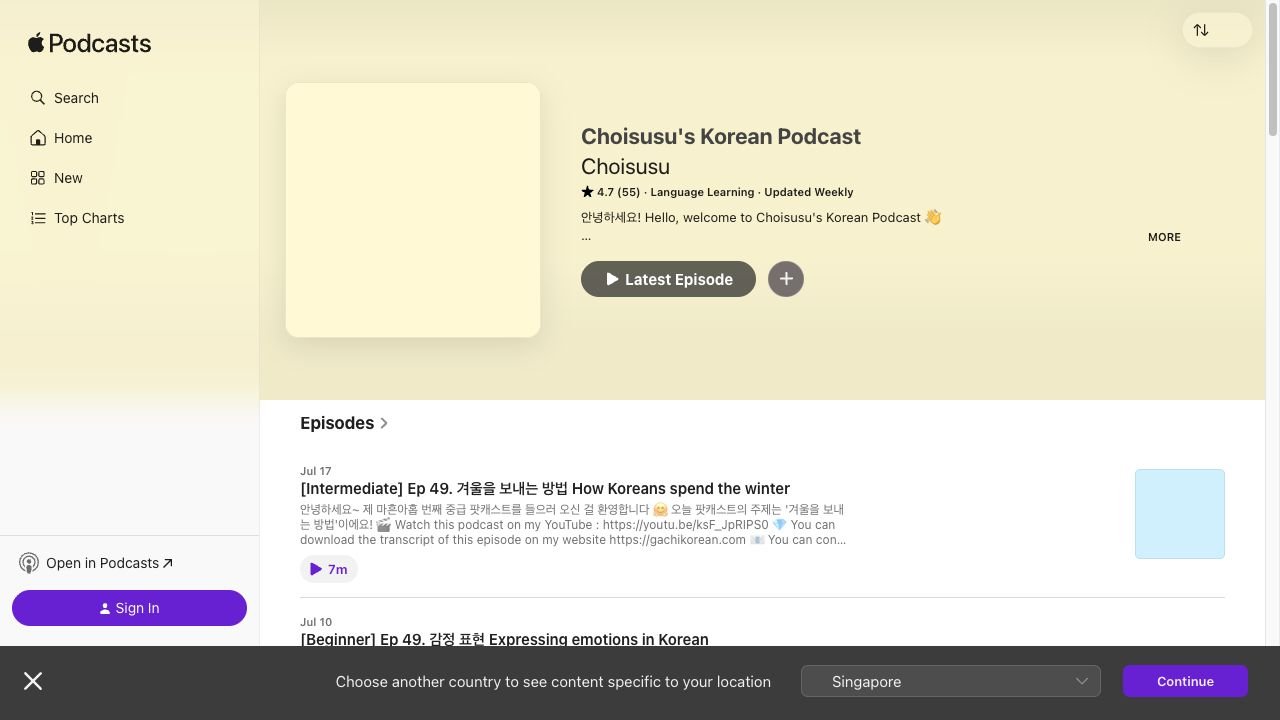 Podcasts
Search
Home
New
Top Charts
Open in Podcasts
Sign In
Choisusu's Korean Podcast
Choisusu
4.7 (55) · Language Learning · Updated Weekly
안녕하세요! Hello, welcome to Choisusu's Korean Podcast 👋
...
MORE
Latest Episode
Episodes
Jul 17
[Intermediate] Ep 49. 겨울을 보내는 방법 How Koreans spend the winter
안녕하세요~ 제 마흔아홉 번째 중급 팟캐스트를 들으러 오신 걸 환영합니다 🤗 오늘 팟캐스트의 주제는 '겨울을 보내
는 방법'이에요! 🎬 Watch this podcast on my YouTube : https://youtu.be/ksF_JpRIPS0 💎 You can
download the transcript of this episode on my website https://gachikorean.com 📧 You can con...
7m
Jul 10
[Beginner] Ep 49. 감정 표현 Expressing emotions in Korean
Choose another country to see content specific to your location
Singapore
Continue